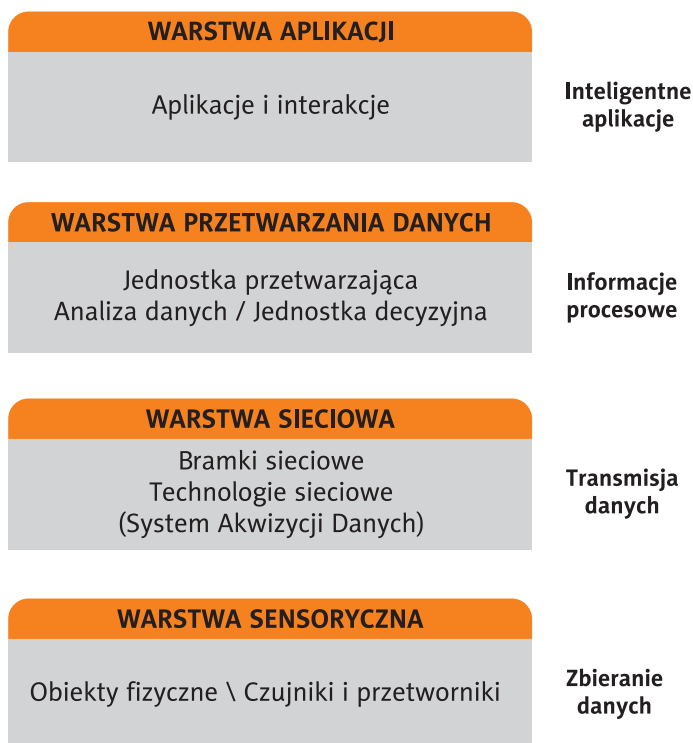 WARSTWA APLIKACJI
Aplikacje i interakcje
Inteligentne
aplikacje
WARSTWA PRZETWARZANIA DANYCH
Jednostka przetwarzająca
Analiza danych / Jednostka decyzyjna
Informacje
procesowe
WARSTWA SIECIOWA
Bramki sieciowe
Technologie sieciowe
(System Akwizycji Danych)
Transmisja
danych
WARSTWA SENSORYCZNA
Obiekty fizyczne \ Czujniki i przetworniki
Zbieranie
danych